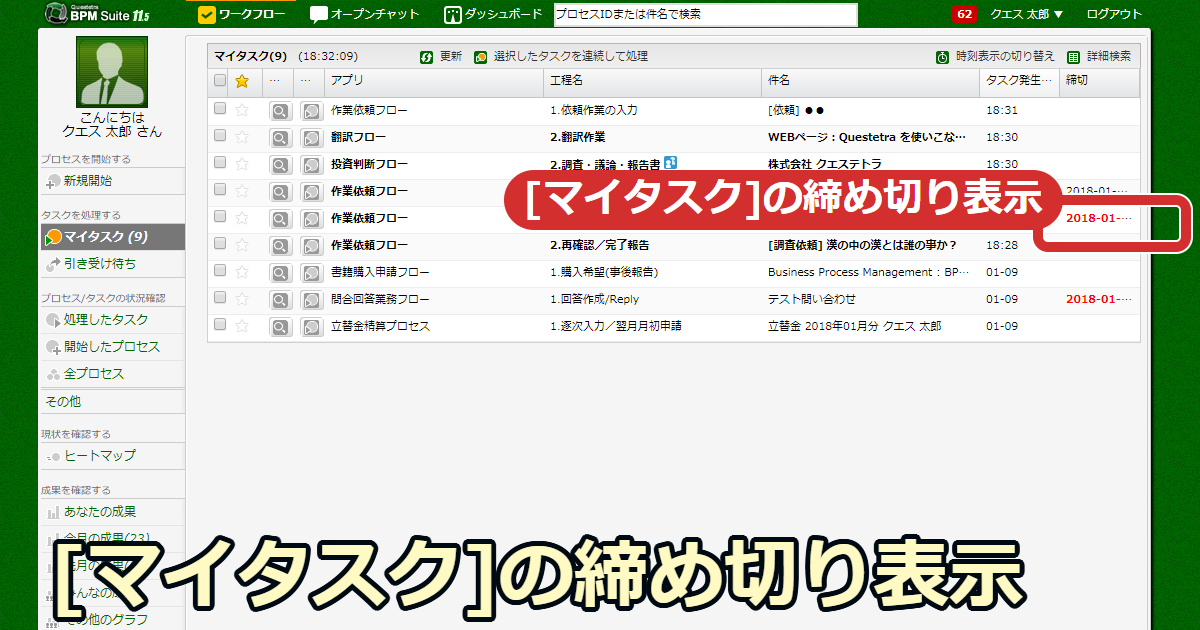 Questetra
BPM Suite 11.5
ワークフロー
オープンチャット
ダッシュボード
プロセスIDまたは件名で検索
62
クエス 太郎 ▼
ログアウト
こんにちは
クエス 太郎 さん
プロセスを開始する
新規開始
タスクを処理する
マイタスク (9)
引き受け待ち
プロセス/タスクの状況確認
処理したタスク
開始したプロセス
全プロセス
その他
現状を確認する
ヒートマップ
成果を確認する
あなたの成果
今月の成果(23)
みんなの
その他のグラフ
マイタスク(9) (18:32:09)
更新
選択したタスクを連続して処理
時刻表示の切り替え
詳細検索
… … アプリ 工程名 件名 タスク発生… 締切
作業依頼フロー 1.依頼作業の入力 [依頼] ●● 18:31
翻訳フロー 2.翻訳作業 WEBページ : Questetra を使いこな… 18:30
投資判断フロー 2.調査・議論・報告書 株式会社 クエステトラ 18:30
作業依頼フロー 2018-01-…
作業依頼フロー 2018-01-…
作業依頼フロー 2.再確認／完了報告 [調査依頼] 漢の中の漢とは誰の事か？ 18:28
書籍購入申請フロー 1.購入希望(事後報告) Business Process Management : BP… 01-09
問合回答業務フロー 1.回答作成/Reply テスト問い合わせ 01-09 2018-01-…
立替金精算プロセス 1.逐次入力／翌月月初申請 立替金 2018年01月分 クエス 太郎 01-09
[マイタスク]の締め切り表示
[マイタスク]の締め切り表示